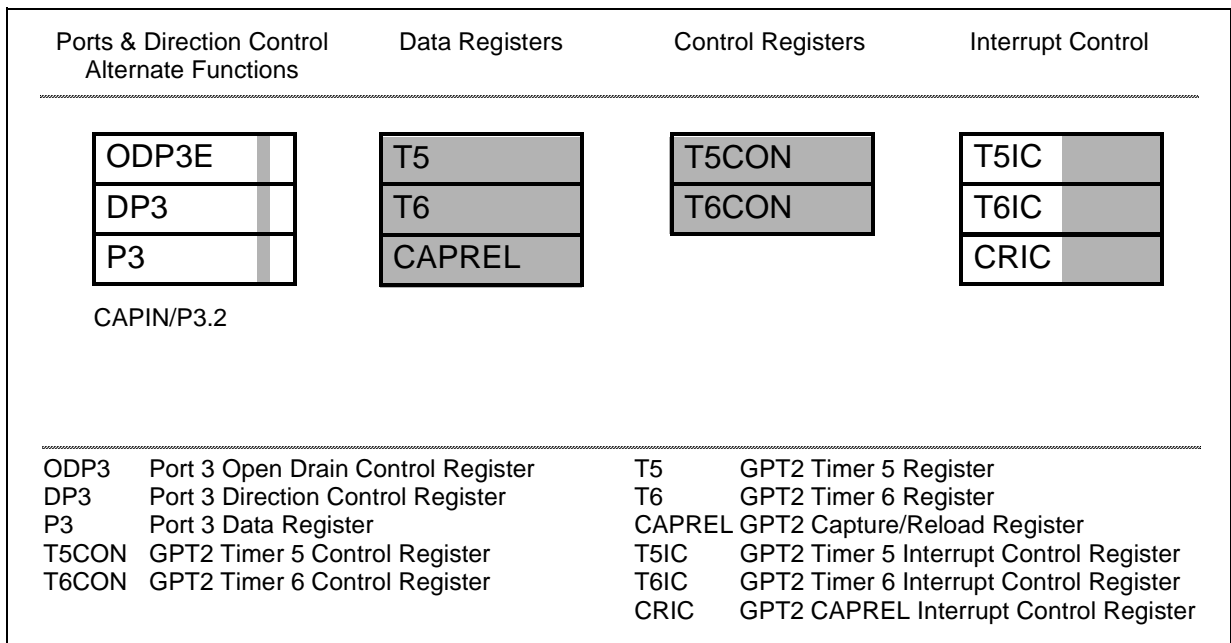 Ports & Direction Control
Alternate Functions
Data Registers
Control Registers
Interrupt Control
ODP3E
DP3
P3
CAPIN/P3.2
T5
T6
CAPREL
T5CON
T6CON
T5IC
T6IC
CRIC
ODP3 Port 3 Open Drain Control Register
DP3 Port 3 Direction Control Register
P3 Port 3 Data Register
T5CON GPT2 Timer 5 Control Register
T6CON GPT2 Timer 6 Control Register
T5 GPT2 Timer 5 Register
T6 GPT2 Timer 6 Register
CAPREL GPT2 Capture/Reload Register
T5IC GPT2 Timer 5 Interrupt Control Register
T6IC GPT2 Timer 6 Interrupt Control Register
CRIC GPT2 CAPREL Interrupt Control Register